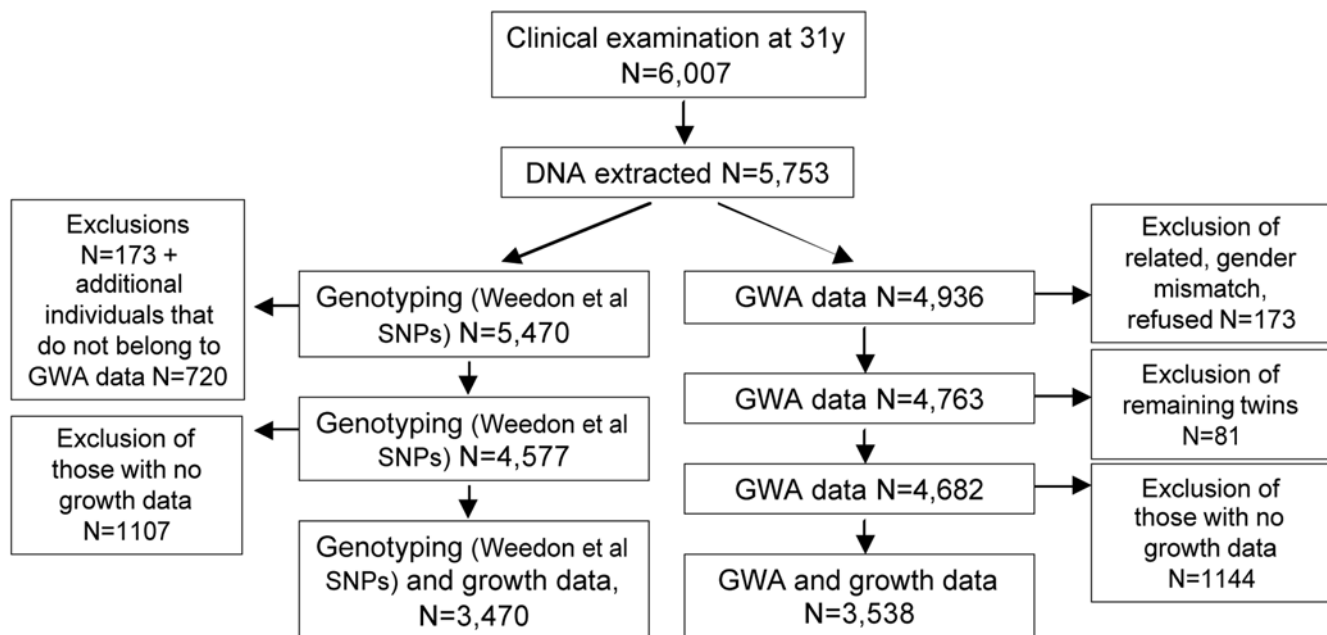 Clinical examination at 31y
N=6,007
DNA extracted N=5,753
Exclusions
N=173 +
additional
individuals that
do not belong to
GWA data N=720
Genotyping (Weedon et al
SNPs) N=5,470
GWA data N=4,936
Exclusion of
related, gender
mismatch,
refused N=173
Exclusion of
those with no
growth data
N=1107
Genotyping (Weedon et al
SNPs) N=4,577
GWA data N=4,763
Exclusion of
remaining twins
N=81
GWA data N=4,682
Exclusion of
those with no
growth data
N=1144
Genotyping (Weedon et al
SNPs) and growth data,
N=3,470
GWA and growth data
N=3,538